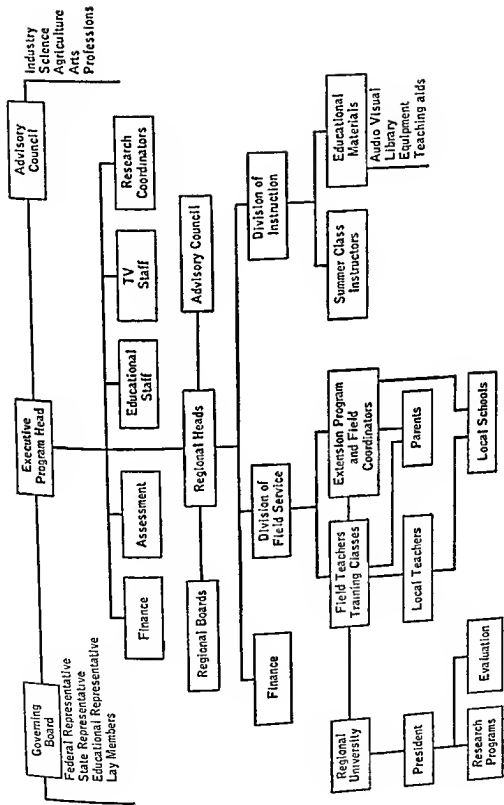 Governing
Board
Federal Representative
State Representative
Educational Representative
Lay Members
Executive
Program Head
Advisory
Council
Industry
Science
Agriculture
Arts
Professions
Finance
Assessment
Educational
Staff
TV
Staff
Research
Coordinators
Regional Boards
Regional Heads
Advisory Council
Finance
Division of
Field Service
Division of
Instruction
Regional
University
Field Teachers
Training Classes
Extension Program
and Field
Coordinators
Summer Class
Instructors
Educational
Materials
Audio Visual
Library
Equipment
Teaching aids
President
Local Teachers
Parents
Research
Programs
Evaluation
Local Schools